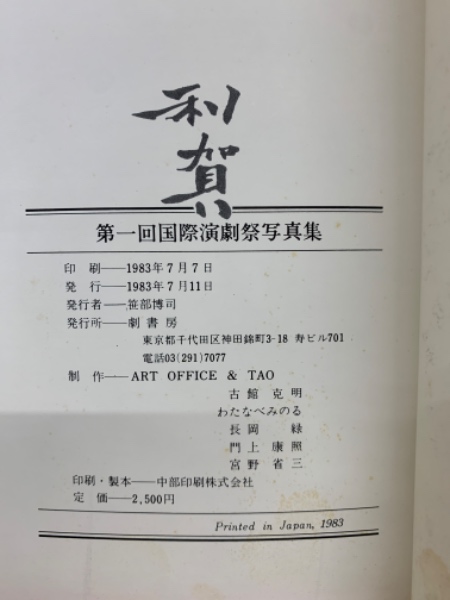 利賀
第一回国際演劇祭写真集
印　刷──1983年7月7日
発　行──1983年7月11日
発行者──笹部博司
発行所──劇書房
東京都千代田区神田錦町3-18 寿ビル701
電話03(291)7077
制　作──ART OFFICE & TAO
古館　克明
わたなべみのる
長岡　緑
門上　康照
宮野　省三
印刷・製本──中部印刷株式会社
定　価──2,500円
Printed in Japan, 1983